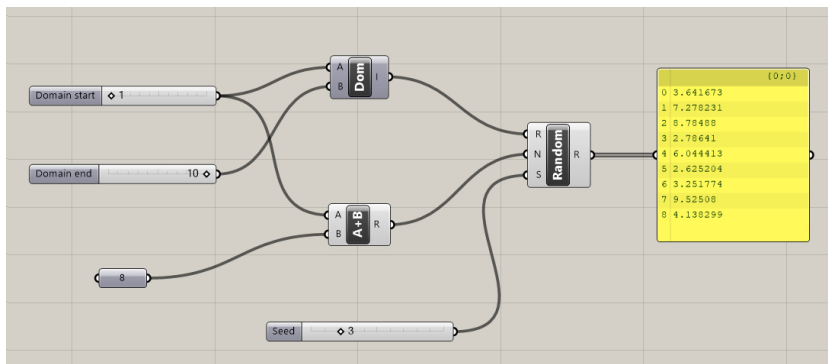 Domain start
1
Domain end
10
A
B
Dom
I
A
B
A+B
R
8
Seed
3
R
N
S
Random
R
{0;0}
0 3.641673
1 7.278231
2 8.78488
3 2.78641
4 6.044413
5 2.625204
6 3.251774
7 9.52508
8 4.138299